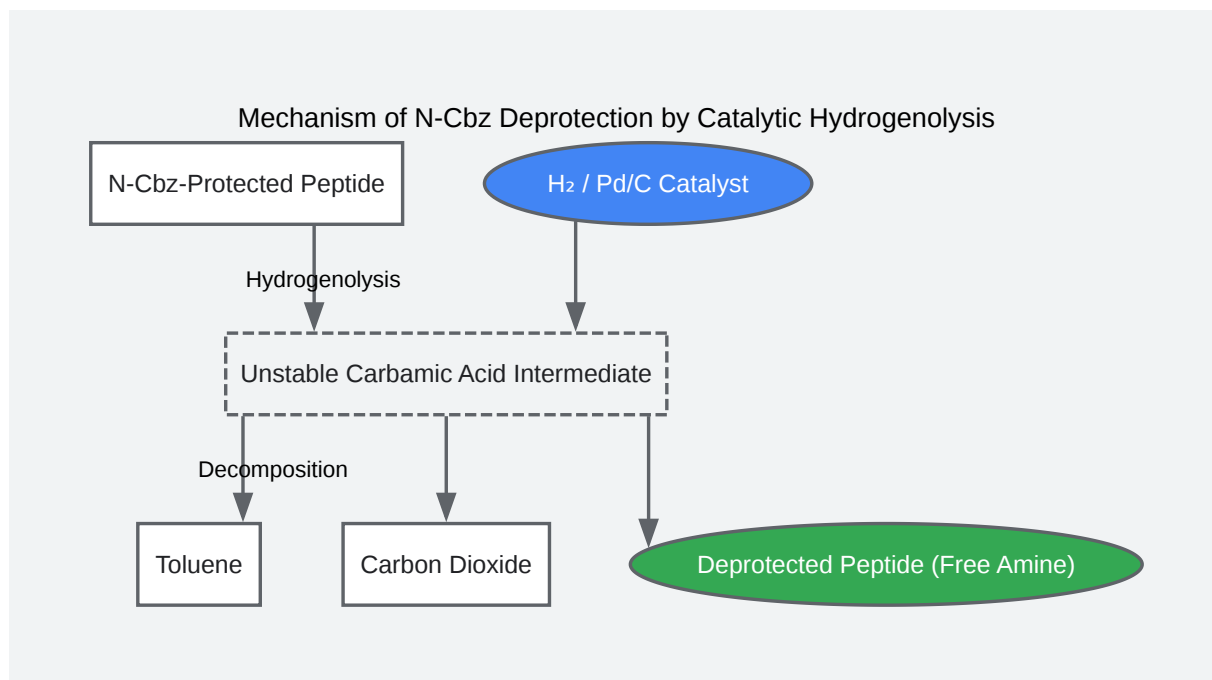 Mechanism of N-Cbz Deprotection by Catalytic Hydrogenolysis
N-Cbz-Protected Peptide
H₂ / Pd/C Catalyst
Hydrogenolysis
Unstable Carbamic Acid Intermediate
Decomposition
Toluene
Carbon Dioxide
Deprotected Peptide (Free Amine)